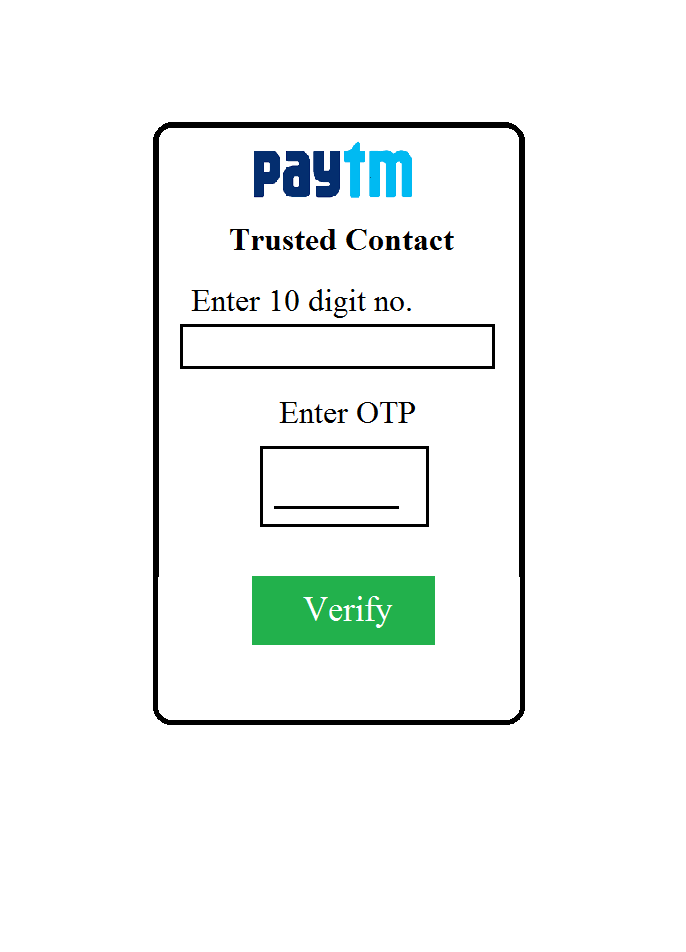 paytm
Trusted Contact
Enter 10 digit no.
Enter OTP
Verify